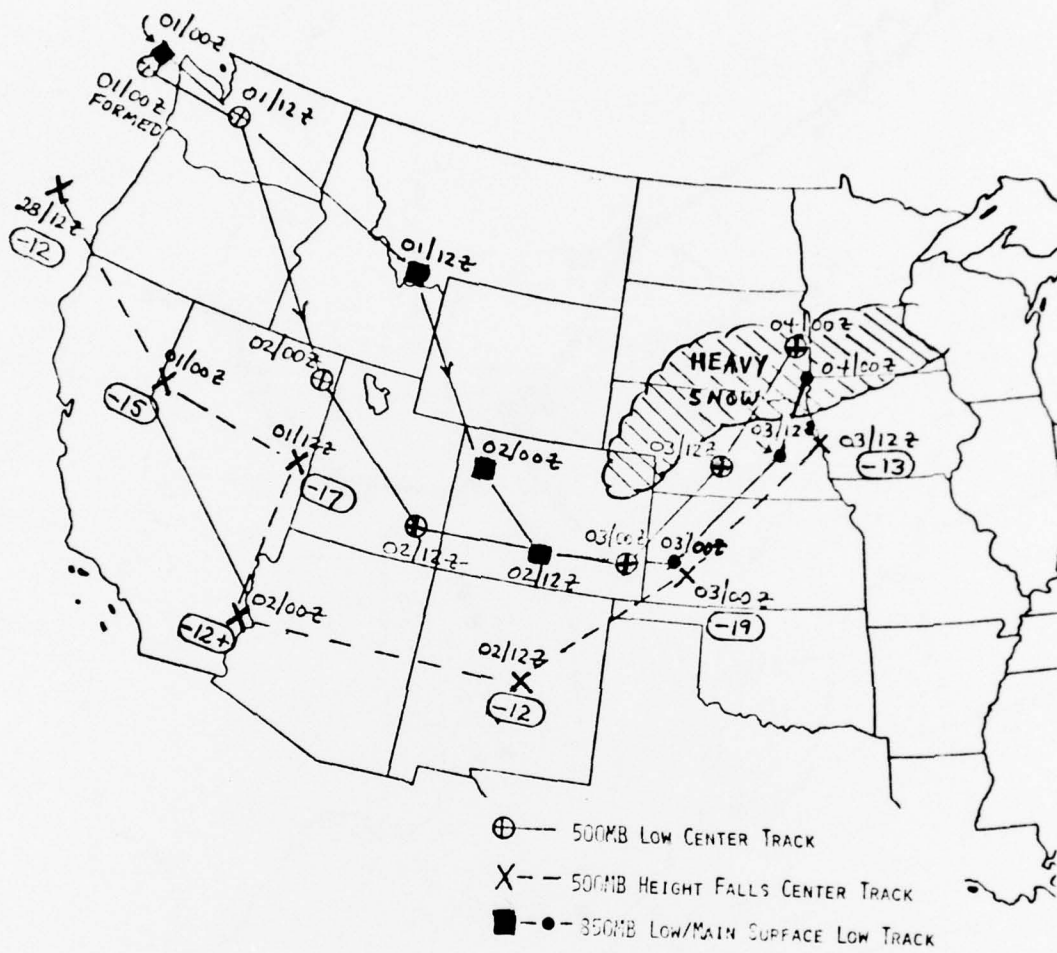 01/00Z
01/00Z
FORMED
01/12Z
28/12Z
-12
01/12Z
02/00Z
01/00Z
-15
01/12Z
-17
02/00Z
02/12Z
02/12Z
03/00Z
03/00Z
03/00Z
-19
02/00Z
-12+
02/12Z
-12
04/00Z
HEAVY
SNOW
04/00Z
03/12Z
03/12Z
03/12Z
-13
500MB LOW CENTER TRACK
500MB HEIGHT FALLS CENTER TRACK
850MB LOW/MAIN SURFACE LOW TRACK